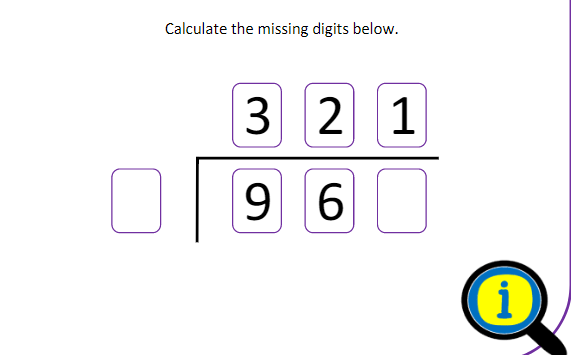 Calculate the missing digits below.
3 2 1
9 6
i